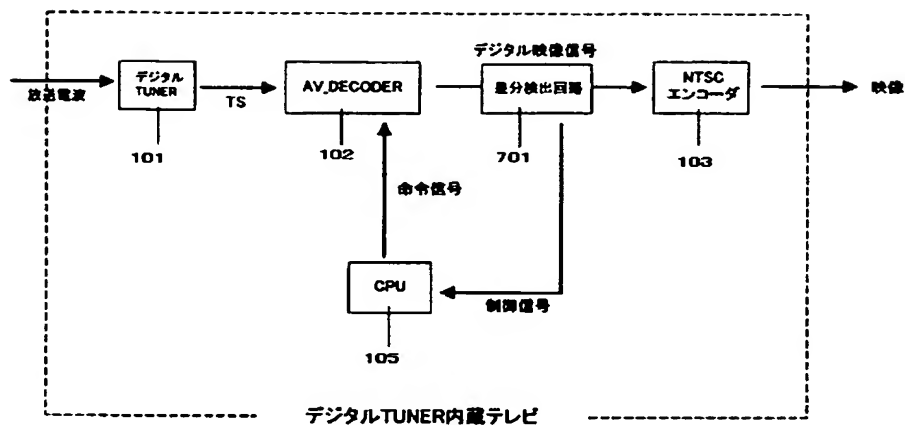 デジタル映像信号
放送電波
デジタル
TUNER
TS
AV_DECODER
差分検出回路
NTSC
エンコーダ
映像
101
102
701
103
命令信号
CPU
制御信号
105
デジタルTUNER内蔵テレビ